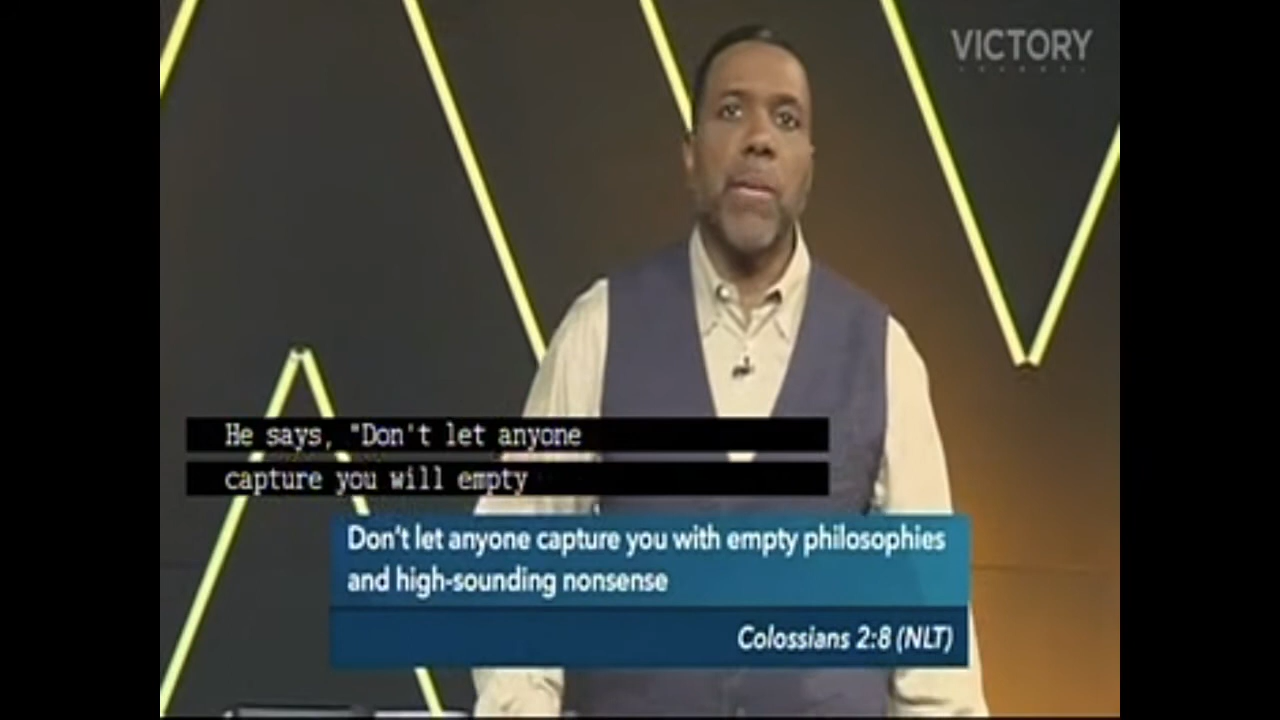 VICTORY
CHANNEL
He says, "Don't let anyone
capture you will empty
Don't let anyone capture you with empty philosophies
and high-sounding nonsense
Colossians 2:8 (NLT)